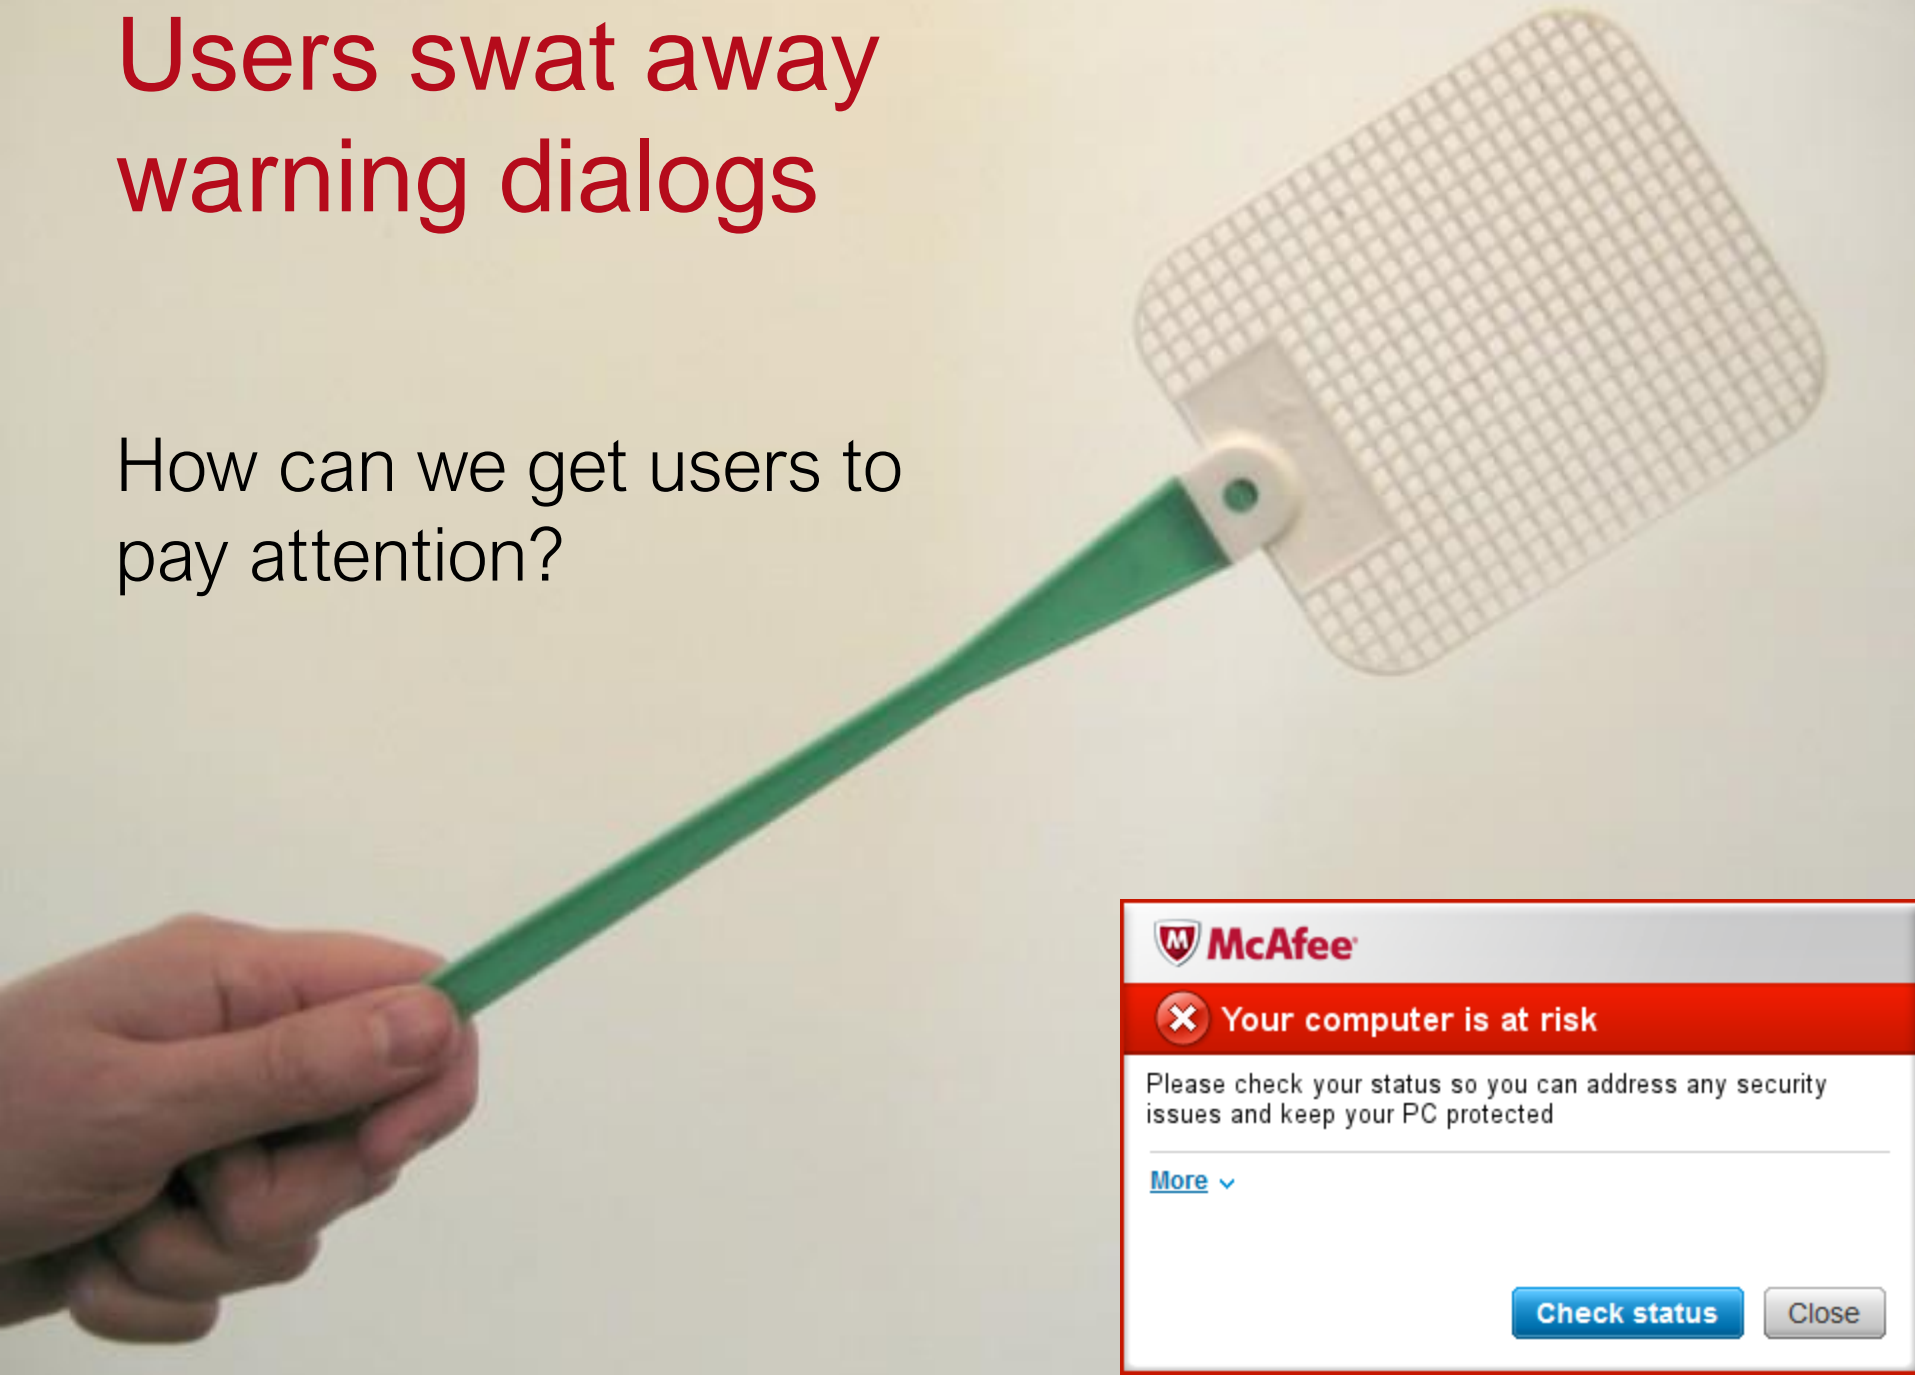 Users swat away
warning dialogs
How can we get users to
pay attention?
M McAfee
Your computer is at risk
Please check your status so you can address any security
issues and keep your PC protected
More
Check status
Close